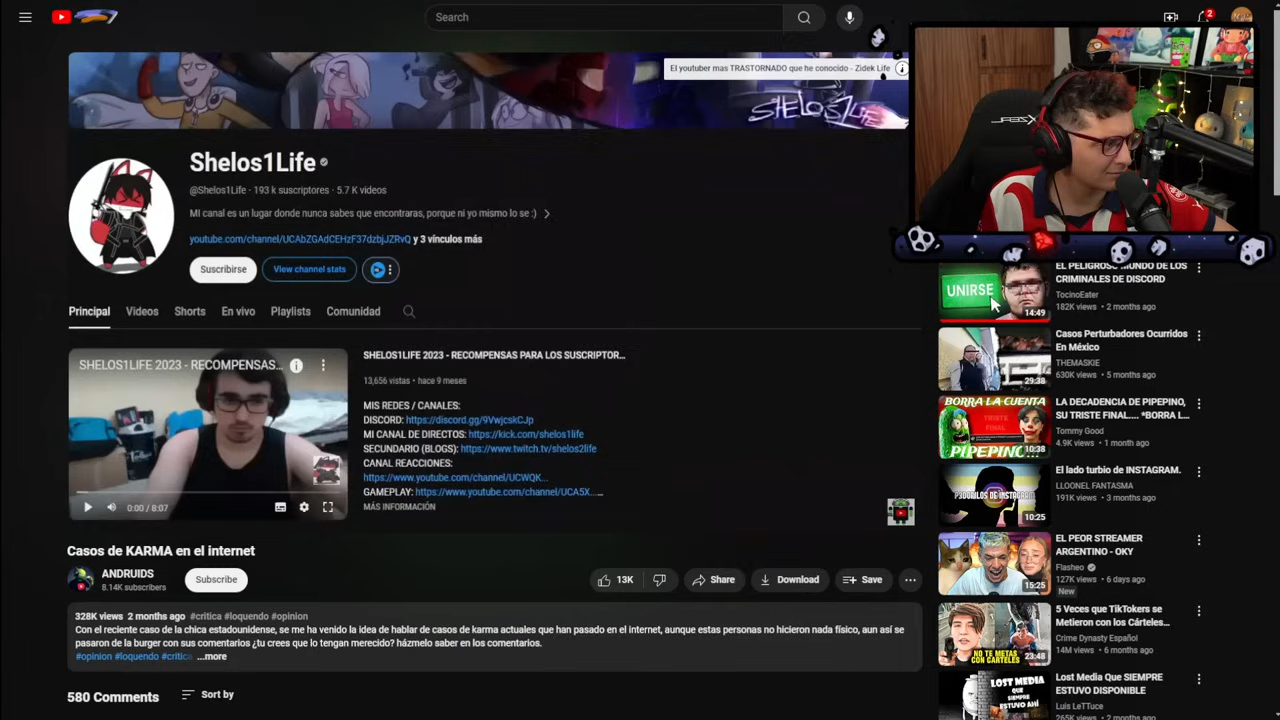 Search
2
El youtuber mas TRASTORNADO que he conocido - Zidek Life
SHELOS1LIFE
Shelos1Life
@Shelos1Life · 193 k suscriptores · 5.7 K videos
MI canal es un lugar donde nunca sabes que encontraras, porque ni yo mismo lo se :)
youtube.com/channel/UCAbZGAdCEHzF37dzbjJZRvQ y 3 vínculos más
Suscribirse
View channel stats
Principal
Videos
Shorts
En vivo
Playlists
Comunidad
SHELOS1LIFE 2023 - RECOMPENSAS...
0:00 / 8:07
SHELOS1LIFE 2023 - RECOMPENSAS PARA LOS SUSCRIPTOR...
13,656 vistas · hace 9 meses
MIS REDES / CANALES:
DISCORD: https://discord.gg/9VwjcskCJp
MI CANAL DE DIRECTOS: https://kick.com/shelos1life
SECUNDARIO (BLOGS): https://www.twitch.tv/shelos2life
CANAL REACCIONES:
https://www.youtube.com/channel/UCWQK...
GAMEPLAY: https://www.youtube.com/channel/UCA5X...
MÁS INFORMACIÓN
Casos de KARMA en el internet
ANDRUIDS
8.14K subscribers
Subscribe
13K
Share
Download
Save
328K views 2 months ago #critica #loquendo #opinion
Con el reciente caso de la chica estadounidense, se me ha venido la idea de hablar de casos de karma actuales que han pasado en el internet, aunque estas personas no hicieron nada físico, aun así se
pasaron de la burger con sus comentarios ¿tu crees que lo tengan merecido? házmelo saber en los comentarios.
#opinion #loquendo #critica ...more
580 Comments
Sort by
UNIRSE
14:49
EL PELIGROSO MUNDO DE LOS
CRIMINALES DE DISCORD
TocinoEater
182K views • 2 months ago
29:38
Casos Perturbadores Ocurridos
En México
THEMASKIE
630K views • 5 months ago
BORRA LA CUENTA
TRISTE
FINAL
PIPEPINO
10:38
LA DECADENCIA DE PIPEPINO,
SU TRISTE FINAL.... *BORRA L...
Tommy Good
4.9K views • 1 month ago
10:25
El lado turbio de INSTAGRAM.
LLOONEL FANTASMA
191K views • 3 months ago
15:25
EL PEOR STREAMER
ARGENTINO - OKY
Flasheo
127K views • 6 days ago
New
NO TE METAS
CON CARTELES
23:48
5 Veces que TikTokers se
Metieron con los Cárteles...
Crime Dynasty Español
14M views • 6 months ago
LOST MEDIA
QUE
SIEMPRE
ESTUVO AHÍ
Lost Media Que SIEMPRE
ESTUVO DISPONIBLE
Luis LeTTuce
265K views • 2 months ago